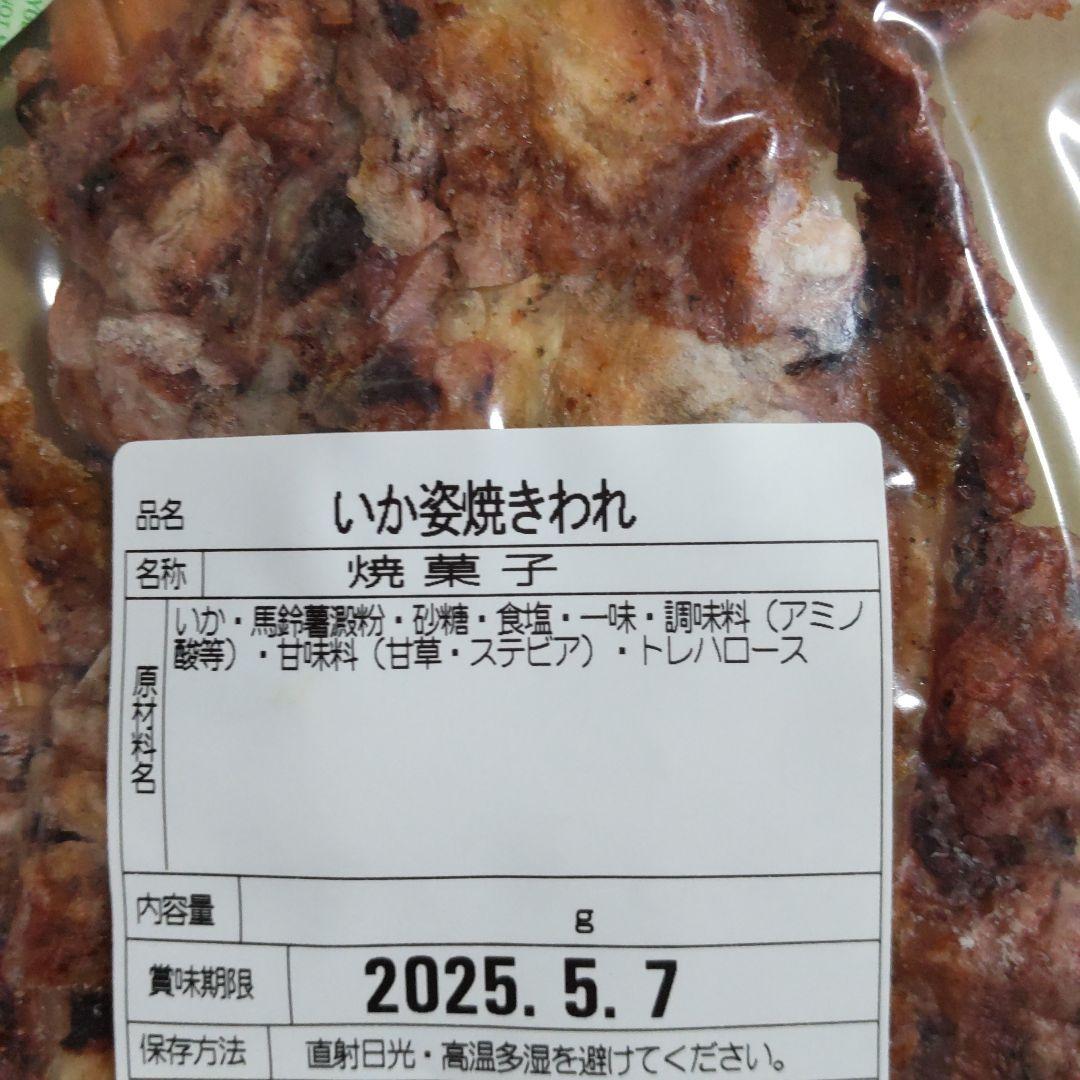 品名 いか姿焼きわれ
名称 焼菓子
原材料名 いか・馬鈴薯澱粉・砂糖・食塩・一味・調味料（アミノ
酸等）・甘味料（甘草・ステビア）・トレハロース
内容量 g
賞味期限 2025.5.7
保存方法 直射日光・高温多湿を避けてください。